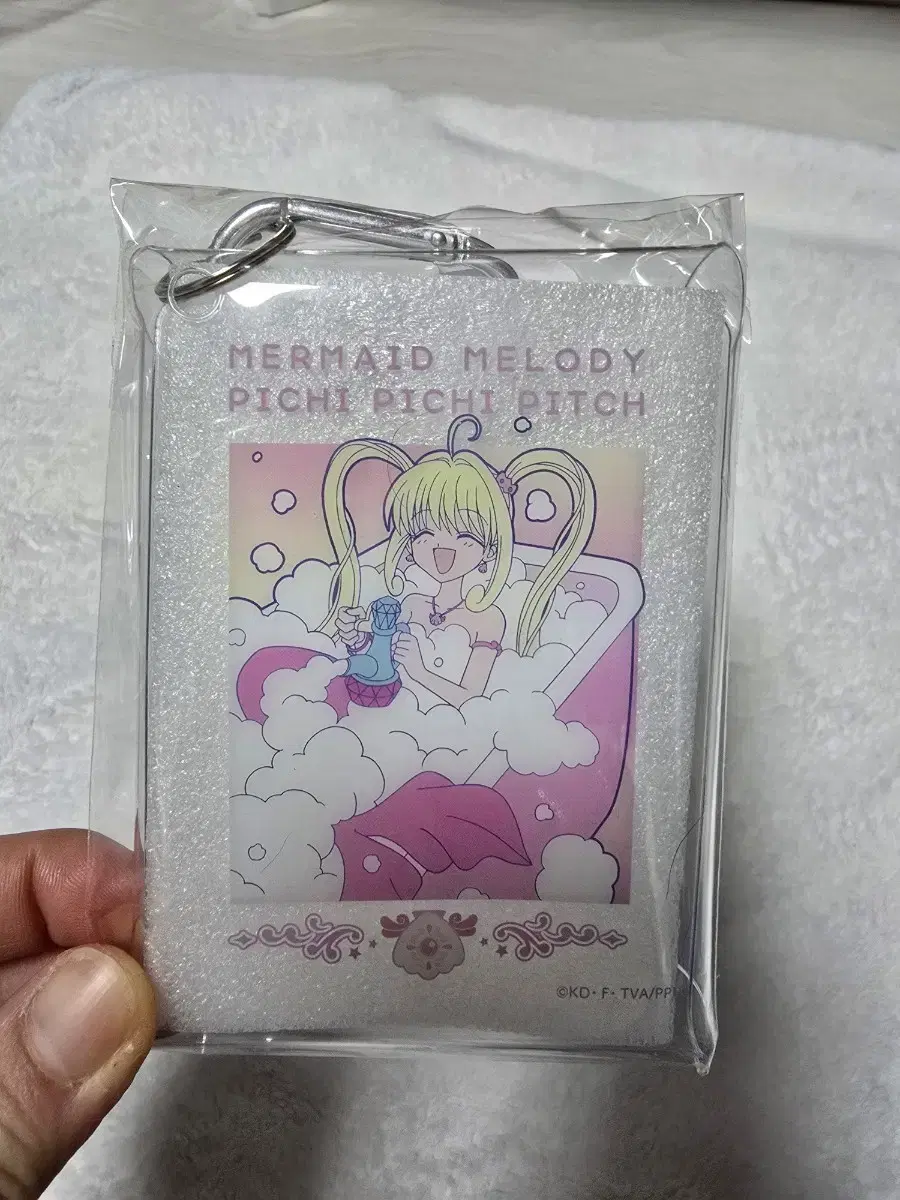 MERMAID MELODY
PICHI PICHI PITCH
©KD・F・TVA/PP